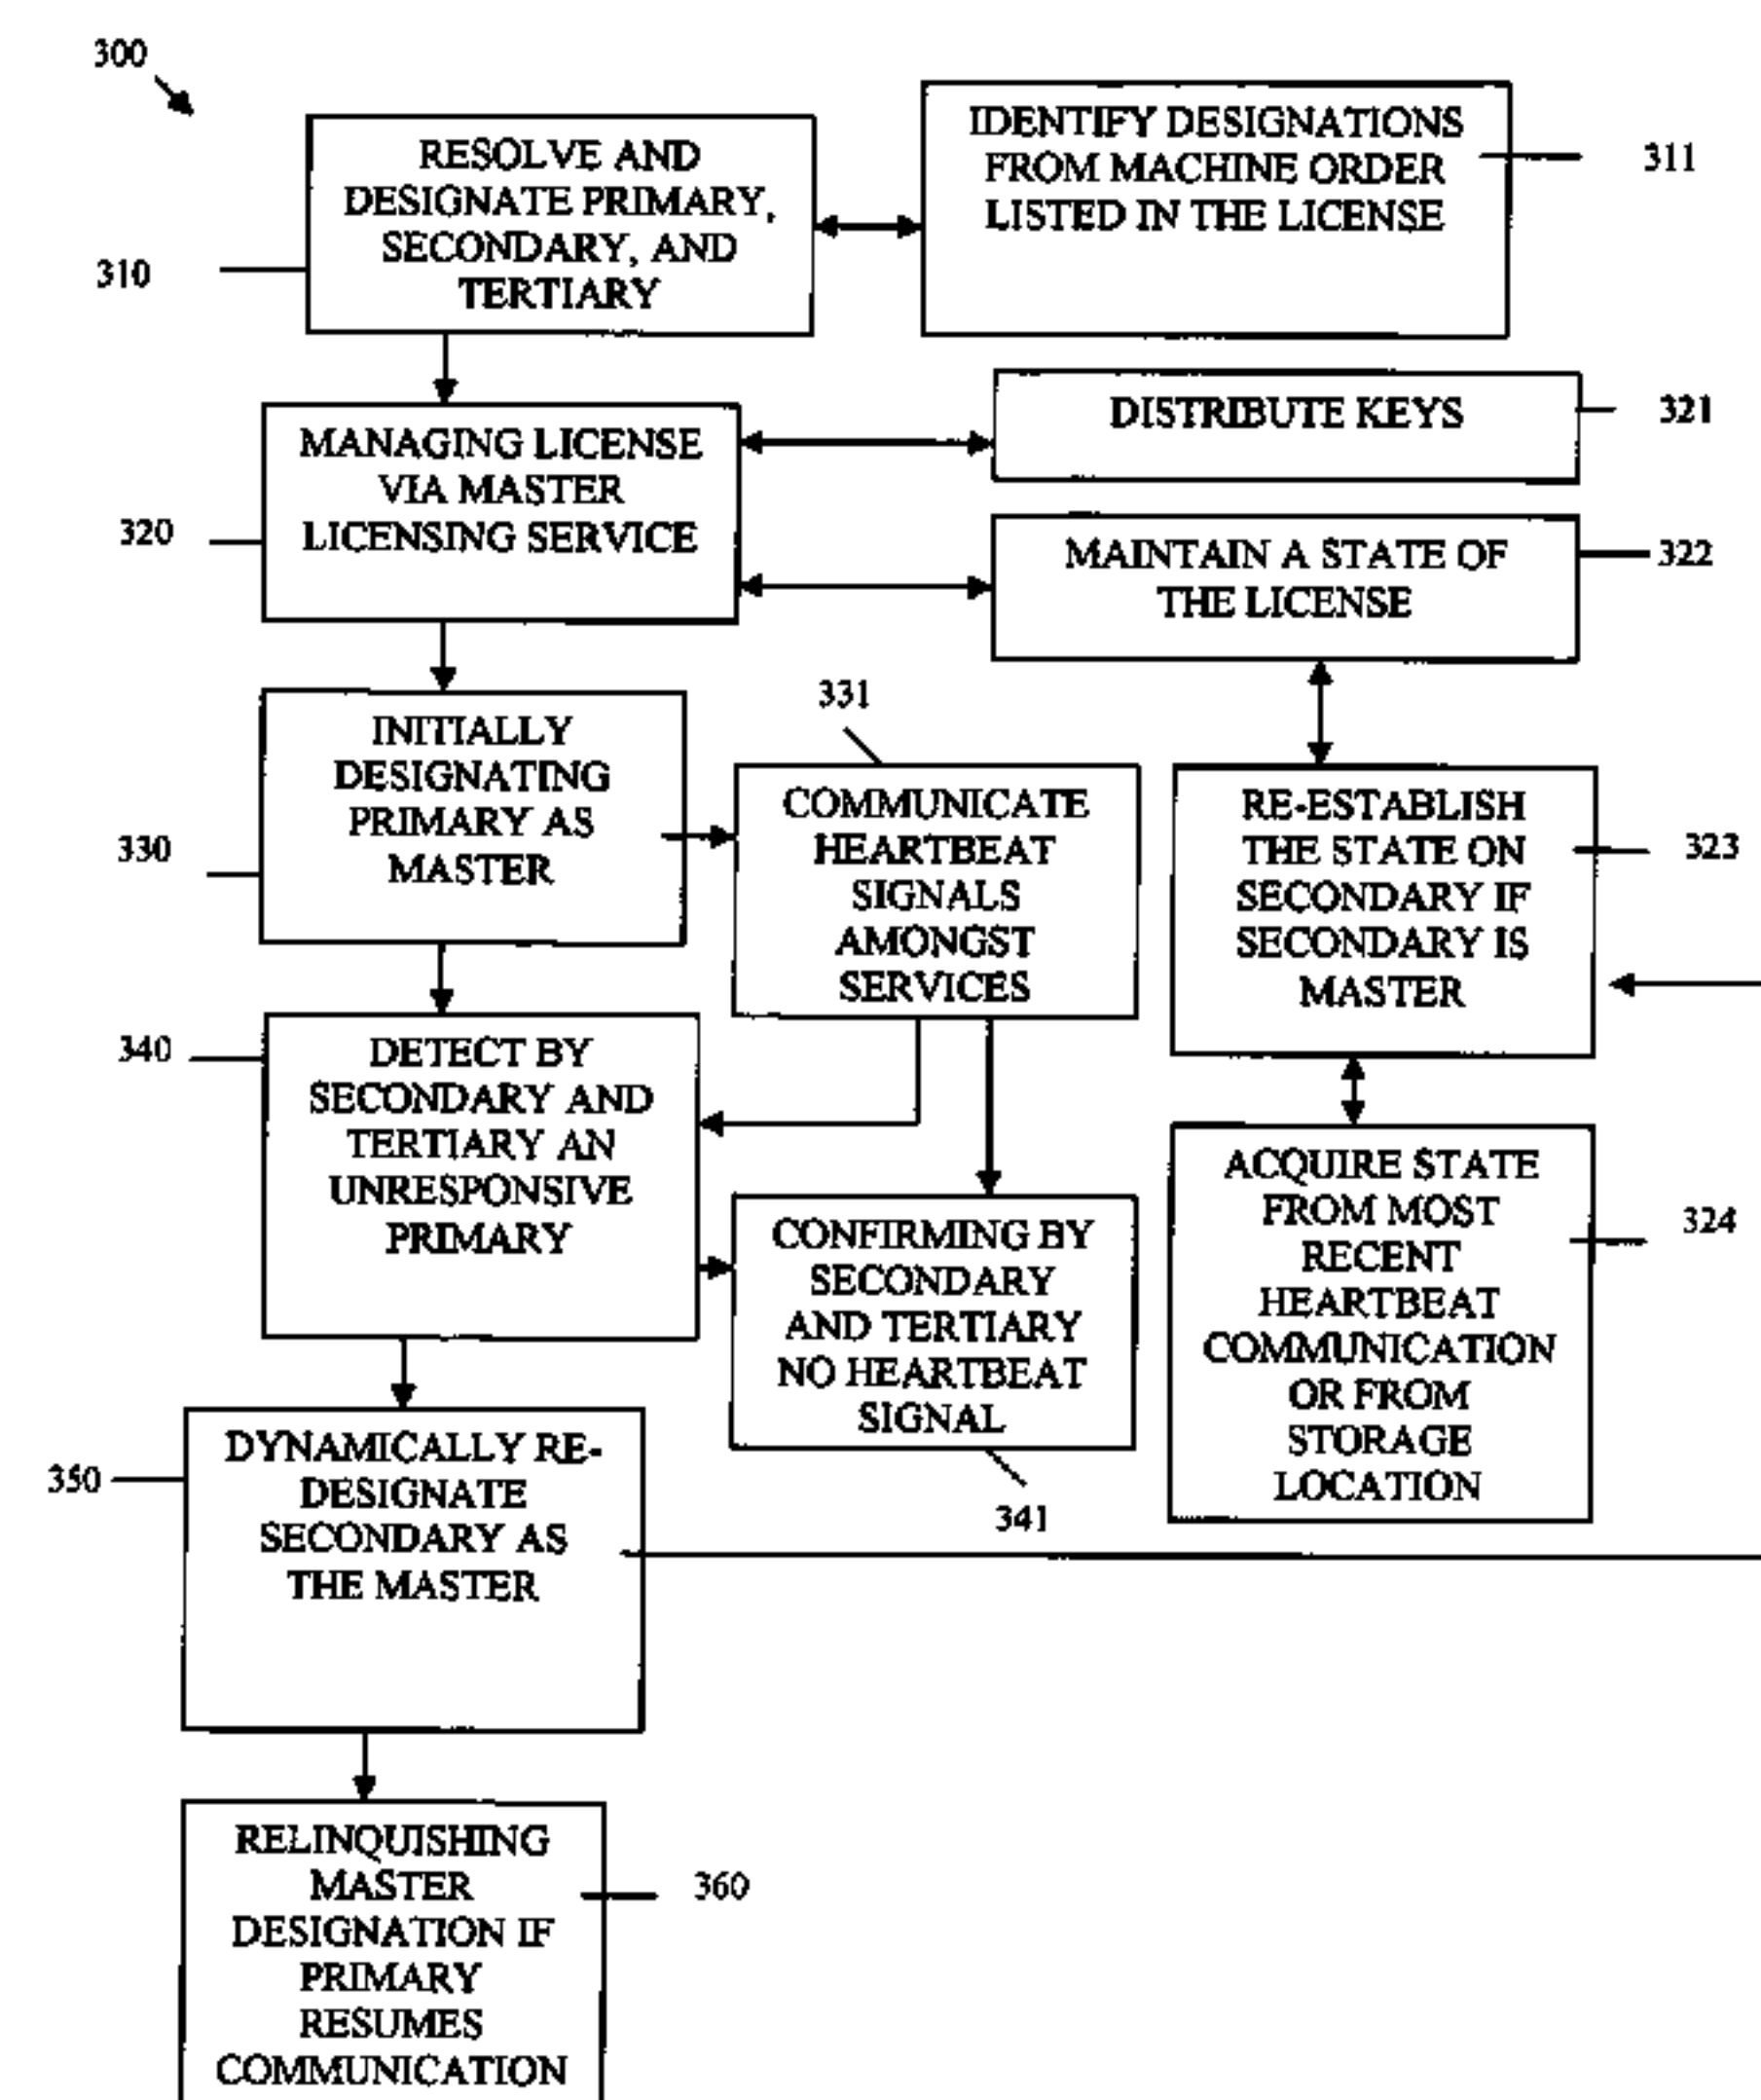 300
RESOLVE AND
DESIGNATE PRIMARY,
SECONDARY, AND
TERTIARY
310
IDENTIFY DESIGNATIONS
FROM MACHINE ORDER
LISTED IN THE LICENSE
311
MANAGING LICENSE
VIA MASTER
LICENSING SERVICE
320
DISTRIBUTE KEYS
321
MAINTAIN A STATE OF
THE LICENSE
322
INITIALLY
DESIGNATING
PRIMARY AS
MASTER
330
331
COMMUNICATE
HEARTBEAT
SIGNALS
AMONGST
SERVICES
RE-ESTABLISH
THE STATE ON
SECONDARY IF
SECONDARY IS
MASTER
323
340
DETECT BY
SECONDARY AND
TERTIARY AN
UNRESPONSIVE
PRIMARY
CONFIRMING BY
SECONDARY
AND TERTIARY
NO HEARTBEAT
SIGNAL
341
ACQUIRE STATE
FROM MOST
RECENT
HEARTBEAT
COMMUNICATION
OR FROM
STORAGE
LOCATION
324
350
DYNAMICALLY RE-
DESIGNATE
SECONDARY AS
THE MASTER
RELINQUISHING
MASTER
DESIGNATION IF
PRIMARY
RESUMES
COMMUNICATION
360